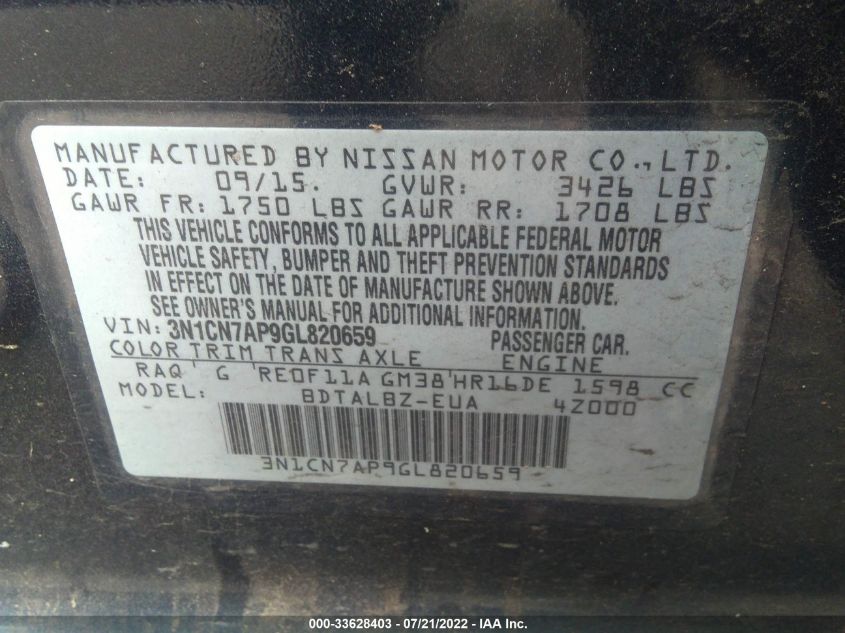 MANUFACTURED BY NISSAN MOTOR CO., LTD.
DATE: 09/15. GVWR: 3426 LBS
GAWR FR: 1750 LBS GAWR RR: 1708 LBS
THIS VEHICLE CONFORMS TO ALL APPLICABLE FEDERAL MOTOR
VEHICLE SAFETY, BUMPER AND THEFT PREVENTION STANDARDS
IN EFFECT ON THE DATE OF MANUFACTURE SHOWN ABOVE.
SEE OWNER'S MANUAL FOR ADDITIONAL INFORMATION.
VIN: 3N1CN7AP9GL820659 PASSENGER CAR.
COLOR TRIM TRANS AXLE ENGINE
RAQ' G 'RE0F11A GM38'HR16DE 1598 CC
MODEL: BDTALBZ-EUA 4Z000
3N1CN7AP9GL820659
000-33628403 - 07/21/2022 - IAA Inc.